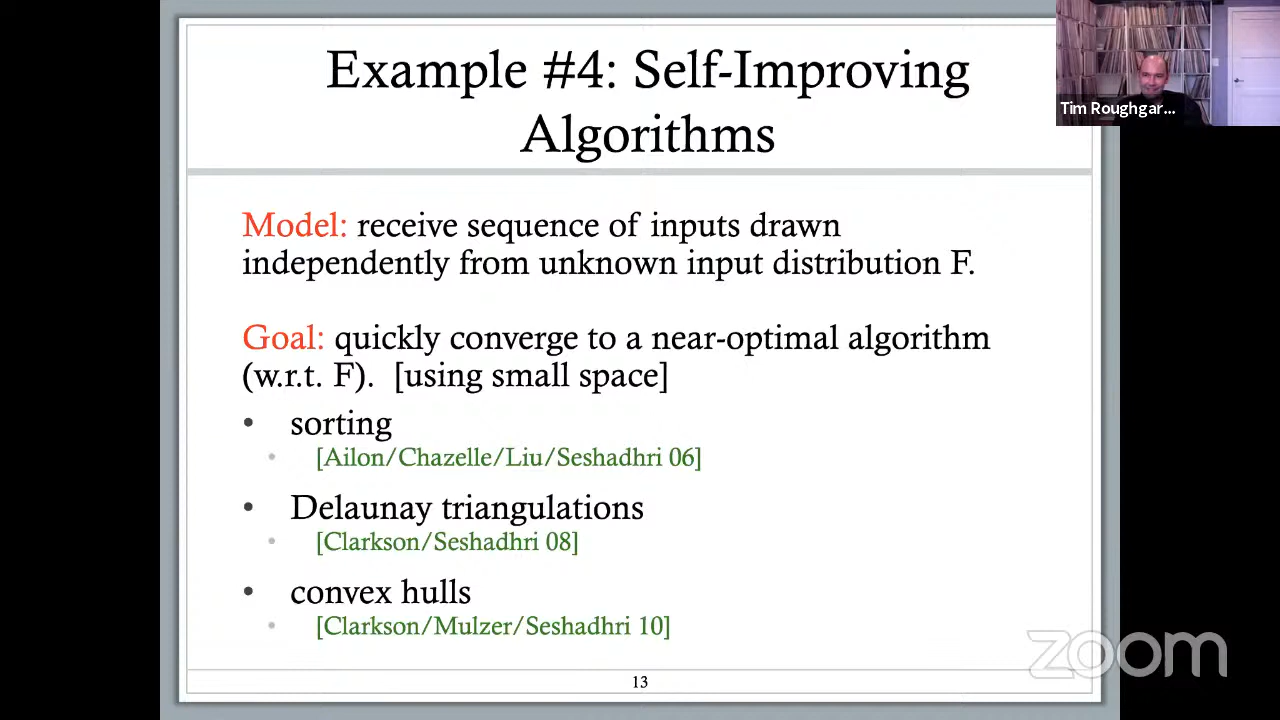 Example #4: Self-Improving
Algorithms
Tim Roughgar...
Model: receive sequence of inputs drawn
independently from unknown input distribution F.
Goal: quickly converge to a near-optimal algorithm
(w.r.t. F). [using small space]
• sorting
• [Ailon/Chazelle/Liu/Seshadhri 06]
• Delaunay triangulations
• [Clarkson/Seshadhri 08]
• convex hulls
• [Clarkson/Mulzer/Seshadhri 10]
zoom
13